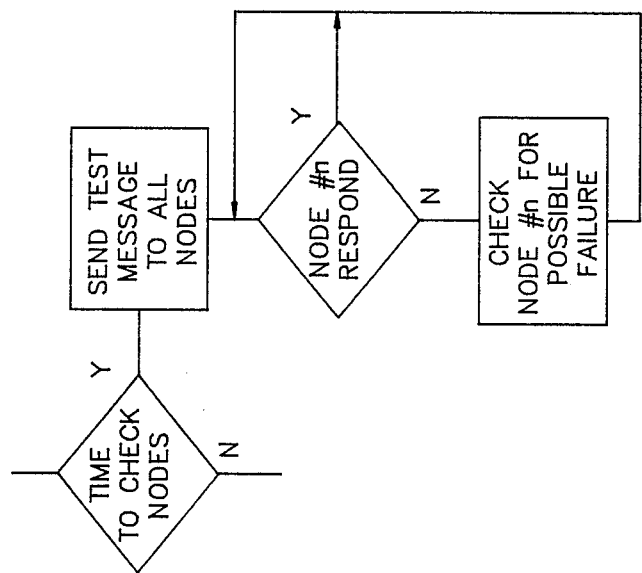 TIME
TO CHECK
NODES
Y
N
SEND TEST
MESSAGE
TO ALL
NODES
NODE #n
RESPOND
Y
N
CHECK
NODE #n FOR
POSSIBLE
FAILURE